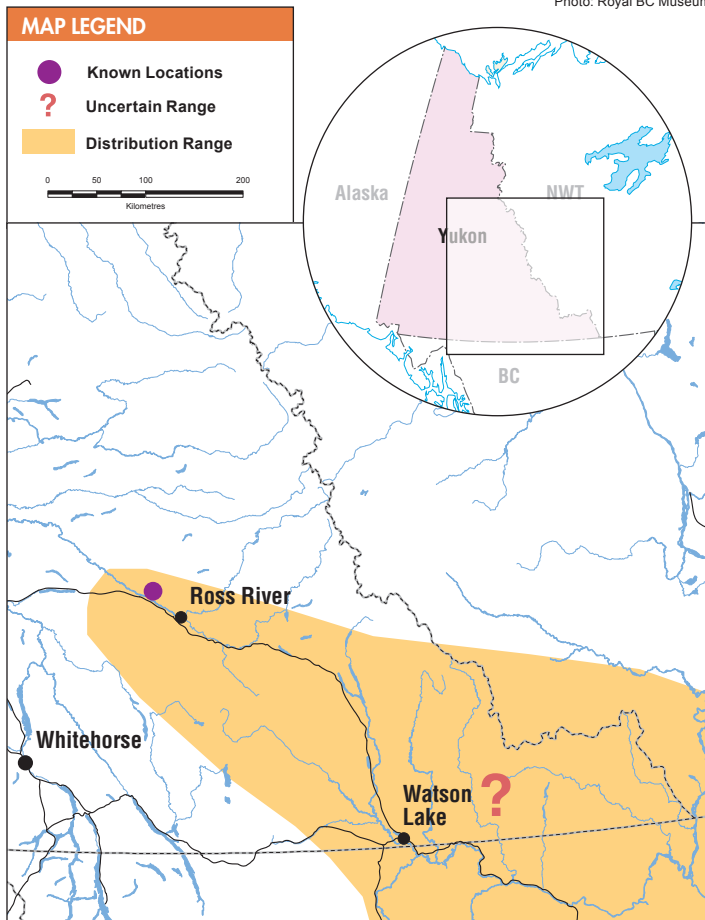 Photo: Royal BC Museum
MAP LEGEND
Known Locations
? Uncertain Range
Distribution Range
0 50 100 200
Kilometres
Alaska
NWT
Yukon
BC
Ross River
Whitehorse
Watson
Lake
?